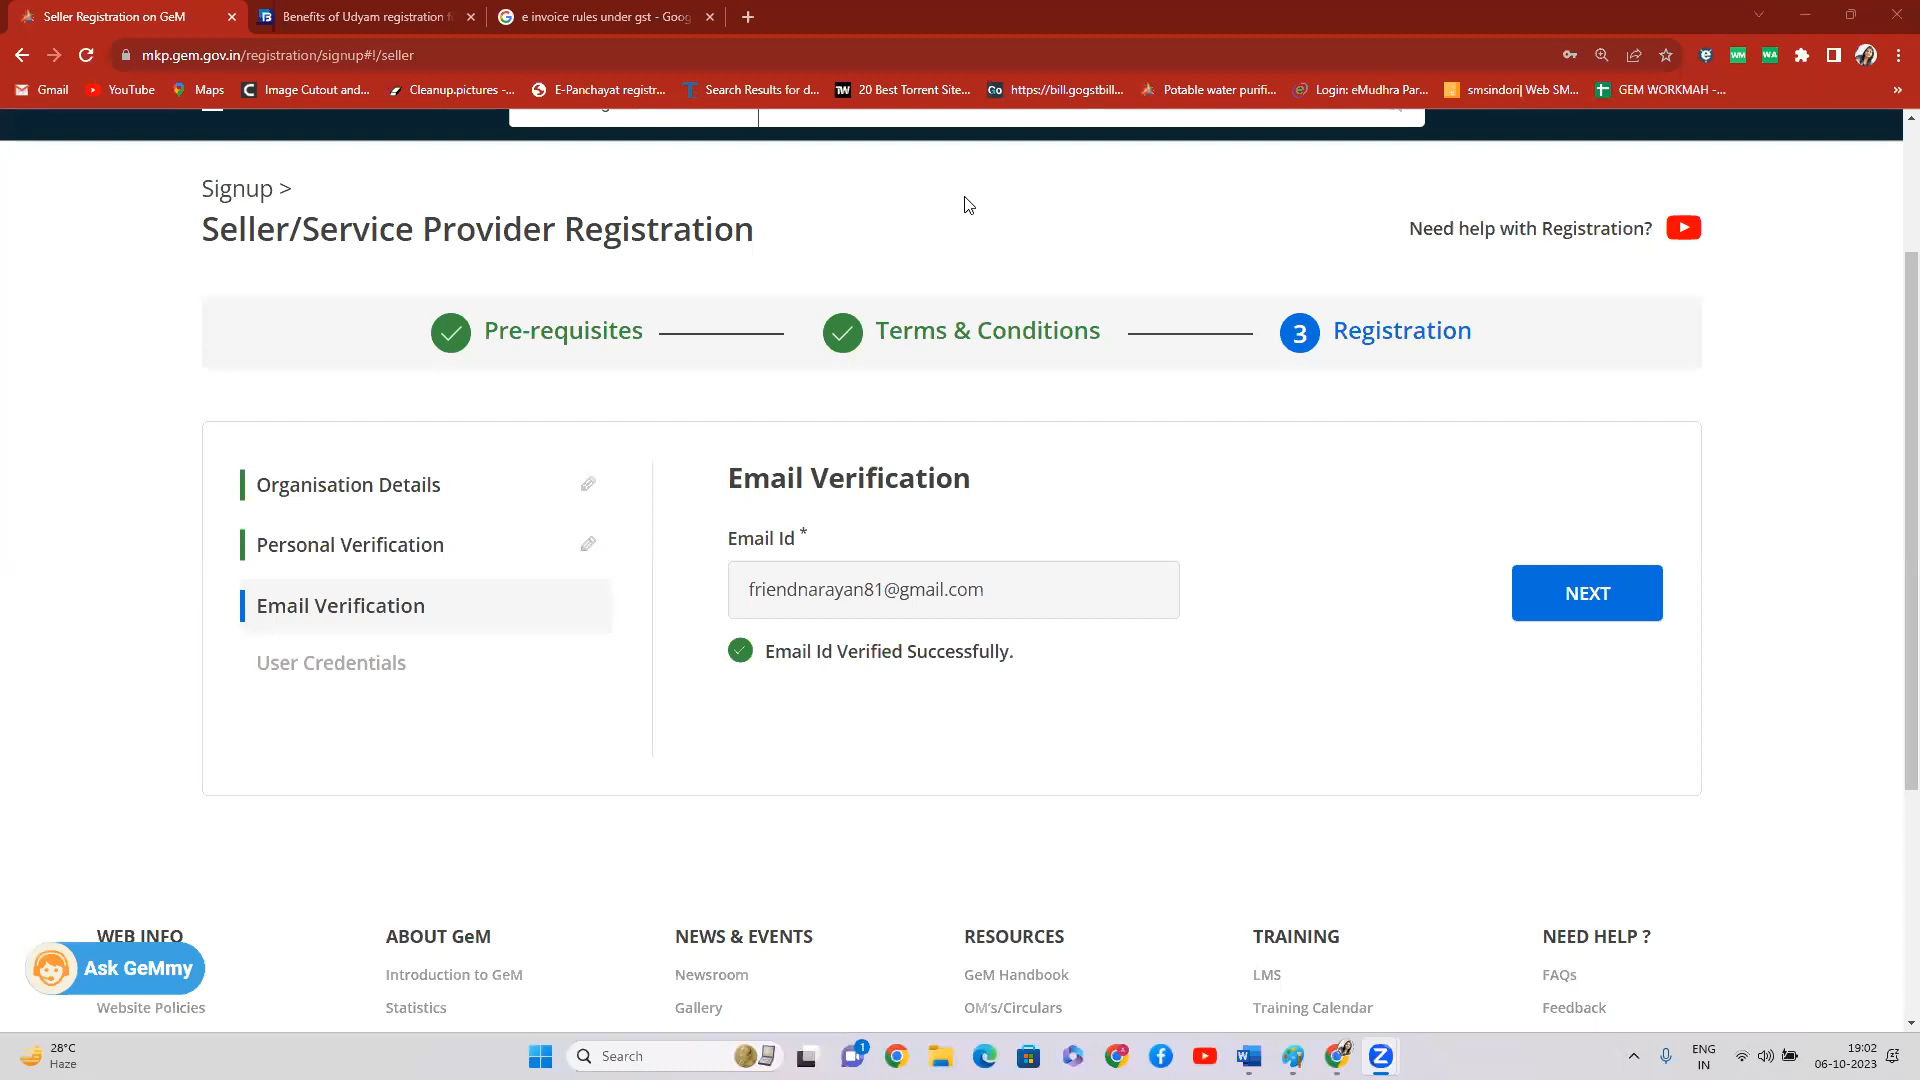 Seller Registration on GeM
Benefits of Udyam registration f
e invoice rules under gst - Goog
mkp.gem.gov.in/registration/signup#!/seller
Gmail
YouTube
Maps
Image Cutout and...
Cleanup.pictures -...
E-Panchayat registr...
Search Results for d...
20 Best Torrent Site...
https://bill.gogstbill...
Potable water purifi...
Login: eMudhra Par...
smsindori| Web SM...
GEM WORKMAH -...
Signup >
Seller/Service Provider Registration
Need help with Registration?
Pre-requisites
Terms & Conditions
3 Registration
Organisation Details
Personal Verification
Email Verification
User Credentials
Email Verification
Email Id *
friendnarayan81@gmail.com
Email Id Verified Successfully.
NEXT
WEB INFO
Ask GeMmy
Website Policies
ABOUT GeM
Introduction to GeM
Statistics
NEWS & EVENTS
Newsroom
Gallery
RESOURCES
GeM Handbook
OM's/Circulars
TRAINING
LMS
Training Calendar
NEED HELP ?
FAQs
Feedback
28°C
Haze
Search
1
ENG
IN
19:02
06-10-2023